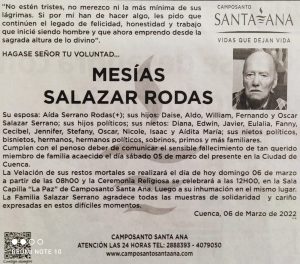 "No estén tristes, no merezco ni la más mínima de sus
lágrimas. Si por mi han de hacer algo, les pido que
continúen el legado de felicidad, honestidad y trabajo
que inicié siendo hombre y que ahora emprendo desde la
sagrada altura de lo divino".
HAGASE SEÑOR TU VOLUNTAD...
CAMPOSANTO
SANTA ANA
VIDAS QUE DEJAN VIDA
MESÍAS
SALAZAR RODAS
Su esposa: Aída Serrano Rodas(+); sus hijos: Daise, Aldo, William, Fernando y Oscar
Salazar Serrano; sus hijos políticos; sus nietos: Diana, Edwin, Javier, Eulalia, Fanny,
Cecibel, Jennifer, Stefany, Oscar, Nicole, Isaac y Aídita María; sus nietos políticos,
bisnietos, hermanos, hermanos políticos, sobrinos, primos y más familiares.
Cumplen con el penoso deber, de comunicar el sensible fallecimiento de tan querido
miembro de familia acaecido el día sábado 05 de marzo del presente en la Ciudad de
Cuenca.
La Velación de sus restos mortales se realizará el día de hoy domingo 06 de marzo
a partir de las 08h00 y la Ceremonia Religiosa se celebrará a las 12H00, en la Sala
Capilla "La Paz" de Camposanto Santa Ana. Luego a su inhumación en el mismo lugar.
La Familia Salazar Serrano agradece todas las muestras de solidaridad y cariño
expresadas en estos difíciles momentos.
Cuenca, 06 de Marzo de 2022
CAMPOSANTO SANTA ANA
ATENCIÓN LAS 24 HORAS TEL: 2888393 - 4079050
www.camposantosantaana.com